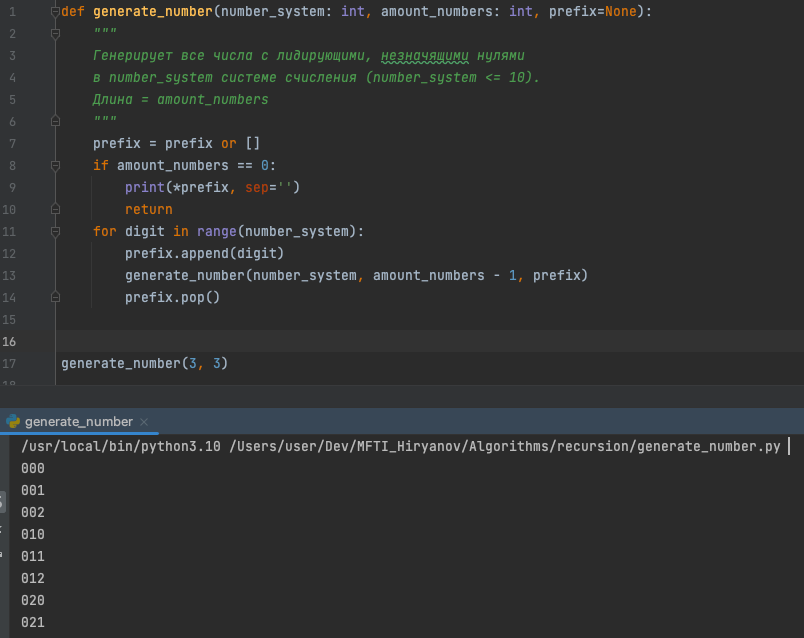 1 def generate_number(number_system: int, amount_numbers: int, prefix=None):
2 """
3 Генерирует все числа с лидирующими, незначящими нулями
4 в number_system системе счисления (number_system <= 10).
5 Длина = amount_numbers
6 """
7 prefix = prefix or []
8 if amount_numbers == 0:
9 print(*prefix, sep='')
10 return
11 for digit in range(number_system):
12 prefix.append(digit)
13 generate_number(number_system, amount_numbers - 1, prefix)
14 prefix.pop()
15
16
17 generate_number(3, 3)
18
generate_number ×
/usr/local/bin/python3.10 /Users/user/Dev/MFTI_Hiryanov/Algorithms/recursion/generate_number.py
000
001
002
010
011
012
020
021